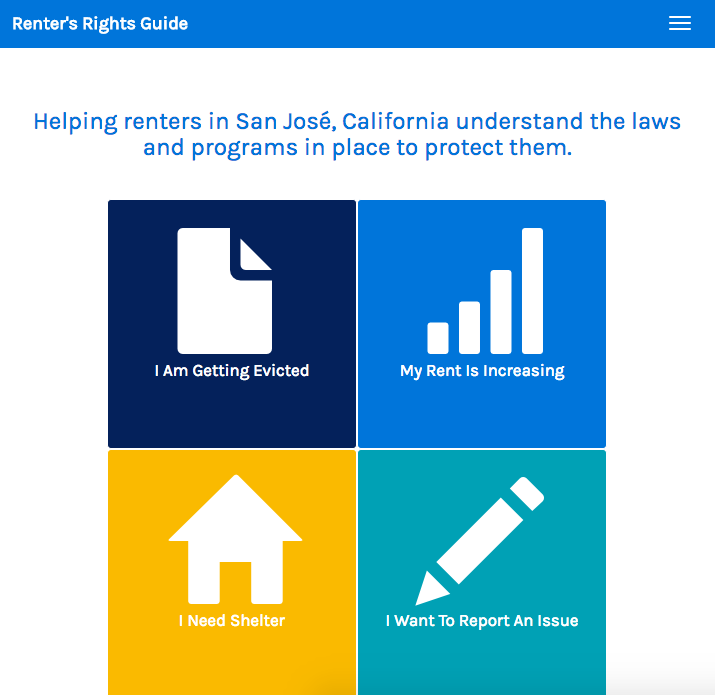 Renter's Rights Guide
Helping renters in San José, California understand the laws
and programs in place to protect them.
I Am Getting Evicted
My Rent Is Increasing
I Need Shelter
I Want To Report An Issue